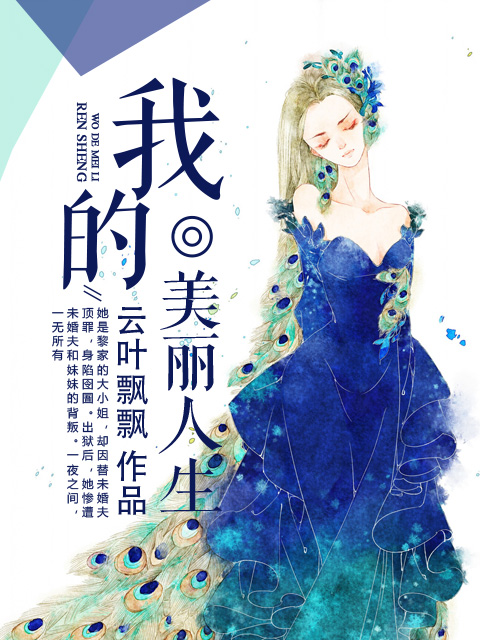 我的
美丽人生
WO DE MEI LI
REN SHENG
云叶飘飘 作品
她是黎家的大小姐，却因替未婚夫
顶罪，身陷囹圄。出狱后，她惨遭
未婚夫和妹妹的背叛。一夜之间，
一无所有